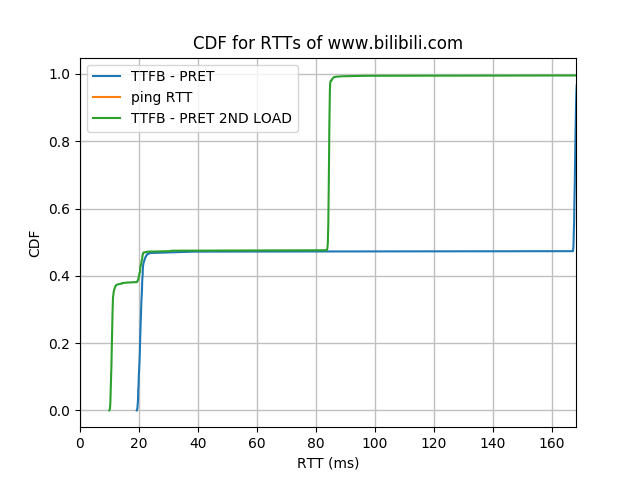 CDF for RTTs of www.bilibili.com
TTFB - PRET
ping RTT
TTFB - PRET 2ND LOAD
CDF
1.0
0.8
0.6
0.4
0.2
0.0
0 20 40 60 80 100 120 140 160
RTT (ms)